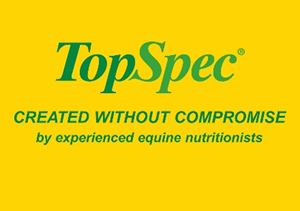 TopSpec®
CREATED WITHOUT COMPROMISE
by experienced equine nutritionists